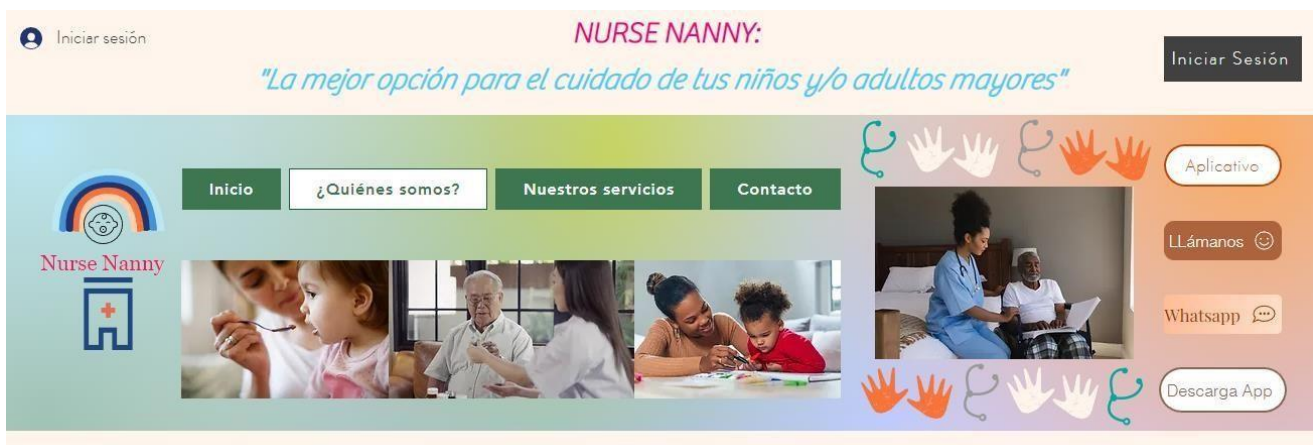 Iniciar sesión
NURSE NANNY:
"La mejor opción para el cuidado de tus niños y/o adultos mayores"
Iniciar Sesión
Inicio
¿Quiénes somos?
Nuestros servicios
Contacto
Nurse Nanny
Aplicativo
LLámanos
Whatsapp
Descarga App